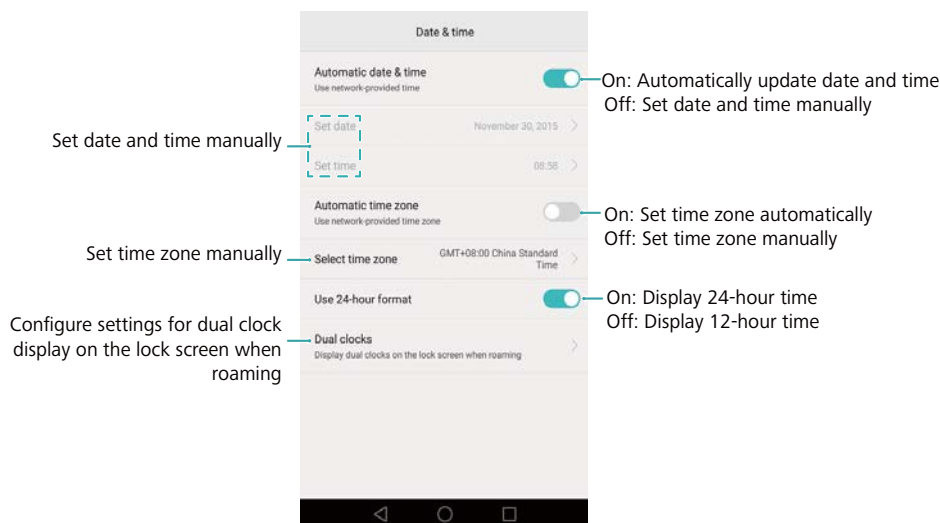 Date & time
Automatic date & time
Use network-provided time
On: Automatically update date and time
Off: Set date and time manually
Set date and time manually
Set date
November 30, 2015
Set time
08:58
Automatic time zone
Use network-provided time zone
On: Set time zone automatically
Off: Set time zone manually
Set time zone manually
Select time zone
GMT+08:00 China Standard
Time
Use 24-hour format
On: Display 24-hour time
Off: Display 12-hour time
Configure settings for dual clock
display on the lock screen when
roaming
Dual clocks
Display dual clocks on the lock screen when roaming